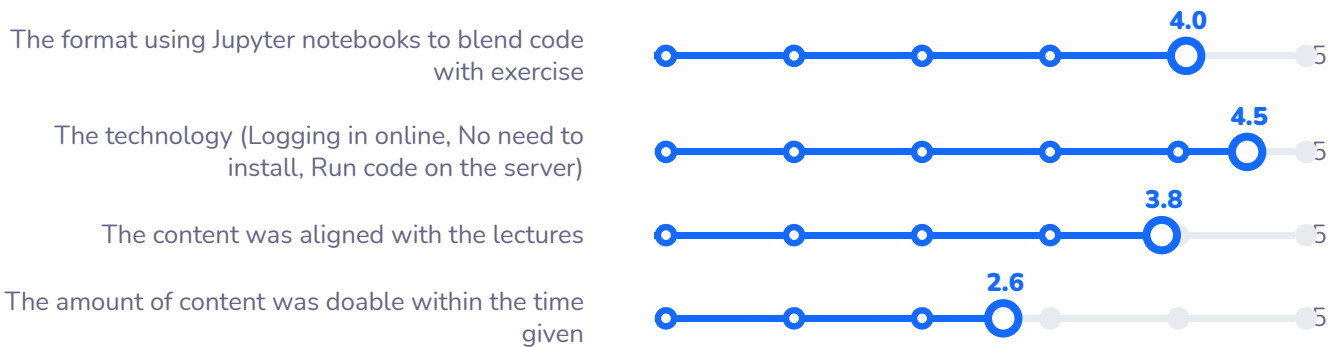 4.0
The format using Jupyter notebooks to blend code
with exercise
5
4.5
The technology (Logging in online, No need to
install, Run code on the server)
5
3.8
The content was aligned with the lectures
5
2.6
The amount of content was doable within the time
given
5